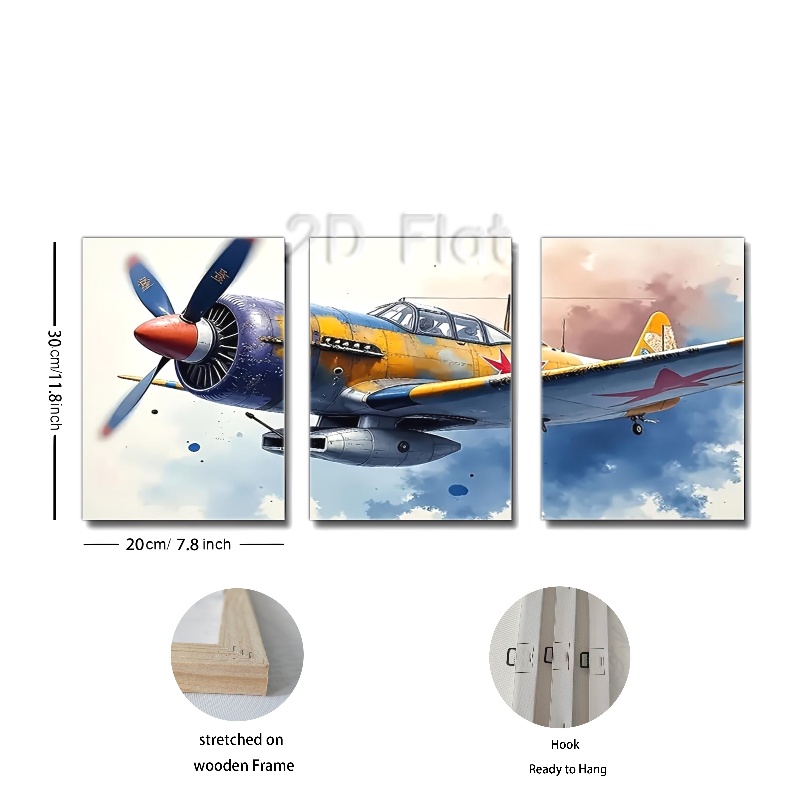 2D Flat
30cm/11.8inch
20cm/ 7.8 inch
stretched on
wooden Frame
Hook
Ready to Hang